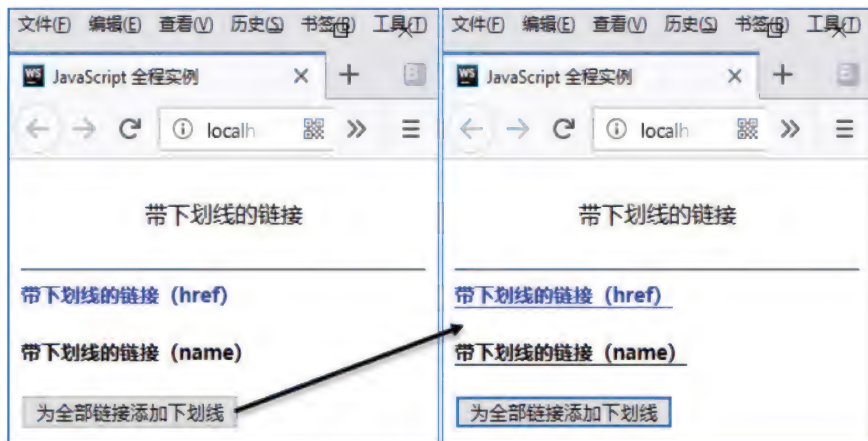 文件(F) 编辑(E) 查看(V) 历史(S) 书签(B) 工具(T)
JavaScript 全程实例
localh
带下划线的链接
带下划线的链接（href）
带下划线的链接（name）
为全部链接添加下划线
文件(F) 编辑(E) 查看(V) 历史(S) 书签(B) 工具(T)
JavaScript 全程实例
localh
带下划线的链接
带下划线的链接（href）
带下划线的链接（name）
为全部链接添加下划线